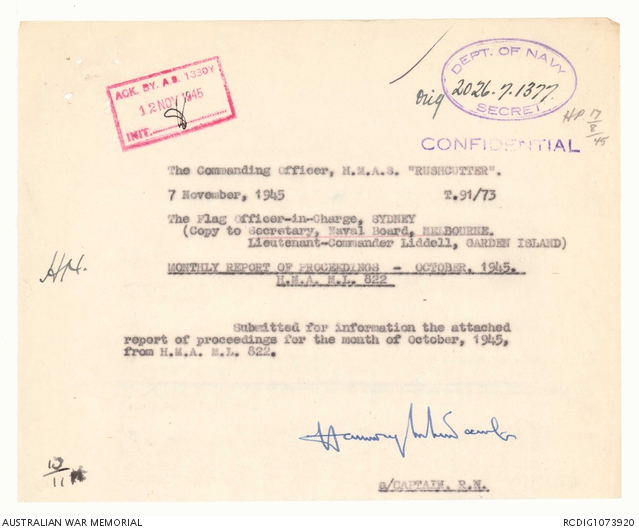 ACK. BY. A.S. 1330Y
12 NOV 1945
INIT.
DEPT. OF NAVY
2026.7.1377.
SECRET
Orig
CONFIDENTIAL
H.P. 17/8/45
The Commanding Officer, H.M.A.S. "RUSHCUTTER".
7 November, 1945 T.91/73
The Flag Officer-in-Charge, SYDNEY
(Copy to Secretary, Naval Board, MELBOURNE.
Lieutenant-Commander Liddell, GARDEN ISLAND)
MONTHLY REPORT OF PROCEEDINGS - OCTOBER, 1945.
H.M.A. M.L. 822
Submitted for information the attached
report of proceedings for the month of October, 1945,
from H.M.A. M.L. 822.
A/CAPTAIN, R.N.
AUSTRALIAN WAR MEMORIAL
RCDIG1073920